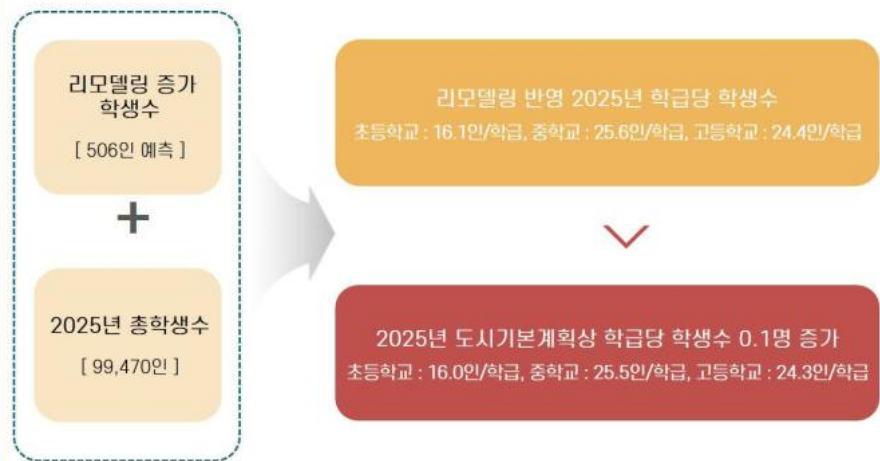 리모델링 증가
학생수
[ 506인 예측 ]
+
2025년 총학생수
[ 99,470인 ]
리모델링 반영 2025년 학급당 학생수
초등학교 : 16.1인/학급, 중학교 : 25.6인/학급, 고등학교 : 24.4인/학급
2025년 도시기본계획상 학급당 학생수 0.1명 증가
초등학교 : 16.0인/학급, 중학교 : 25.5인/학급, 고등학교 : 24.3인/학급